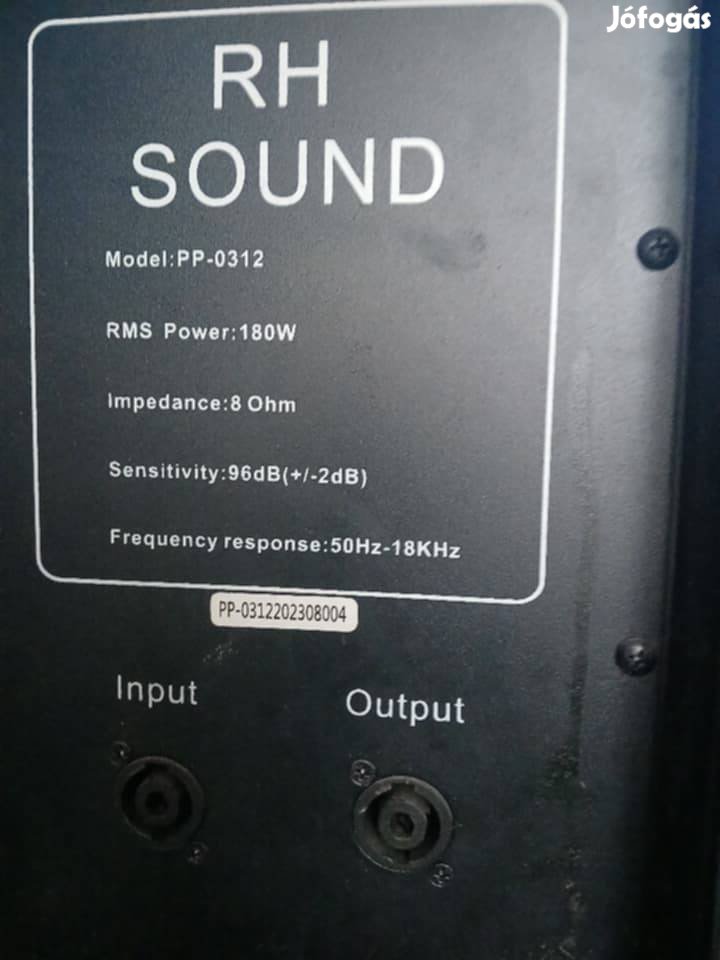 Jófogás
RH
SOUND
Model:PP-0312
RMS Power:180W
Impedance:8 Ohm
Sensitivity:96dB(+/-2dB)
Frequency response:50Hz-18KHz
PP-0312202308004
Input
Output